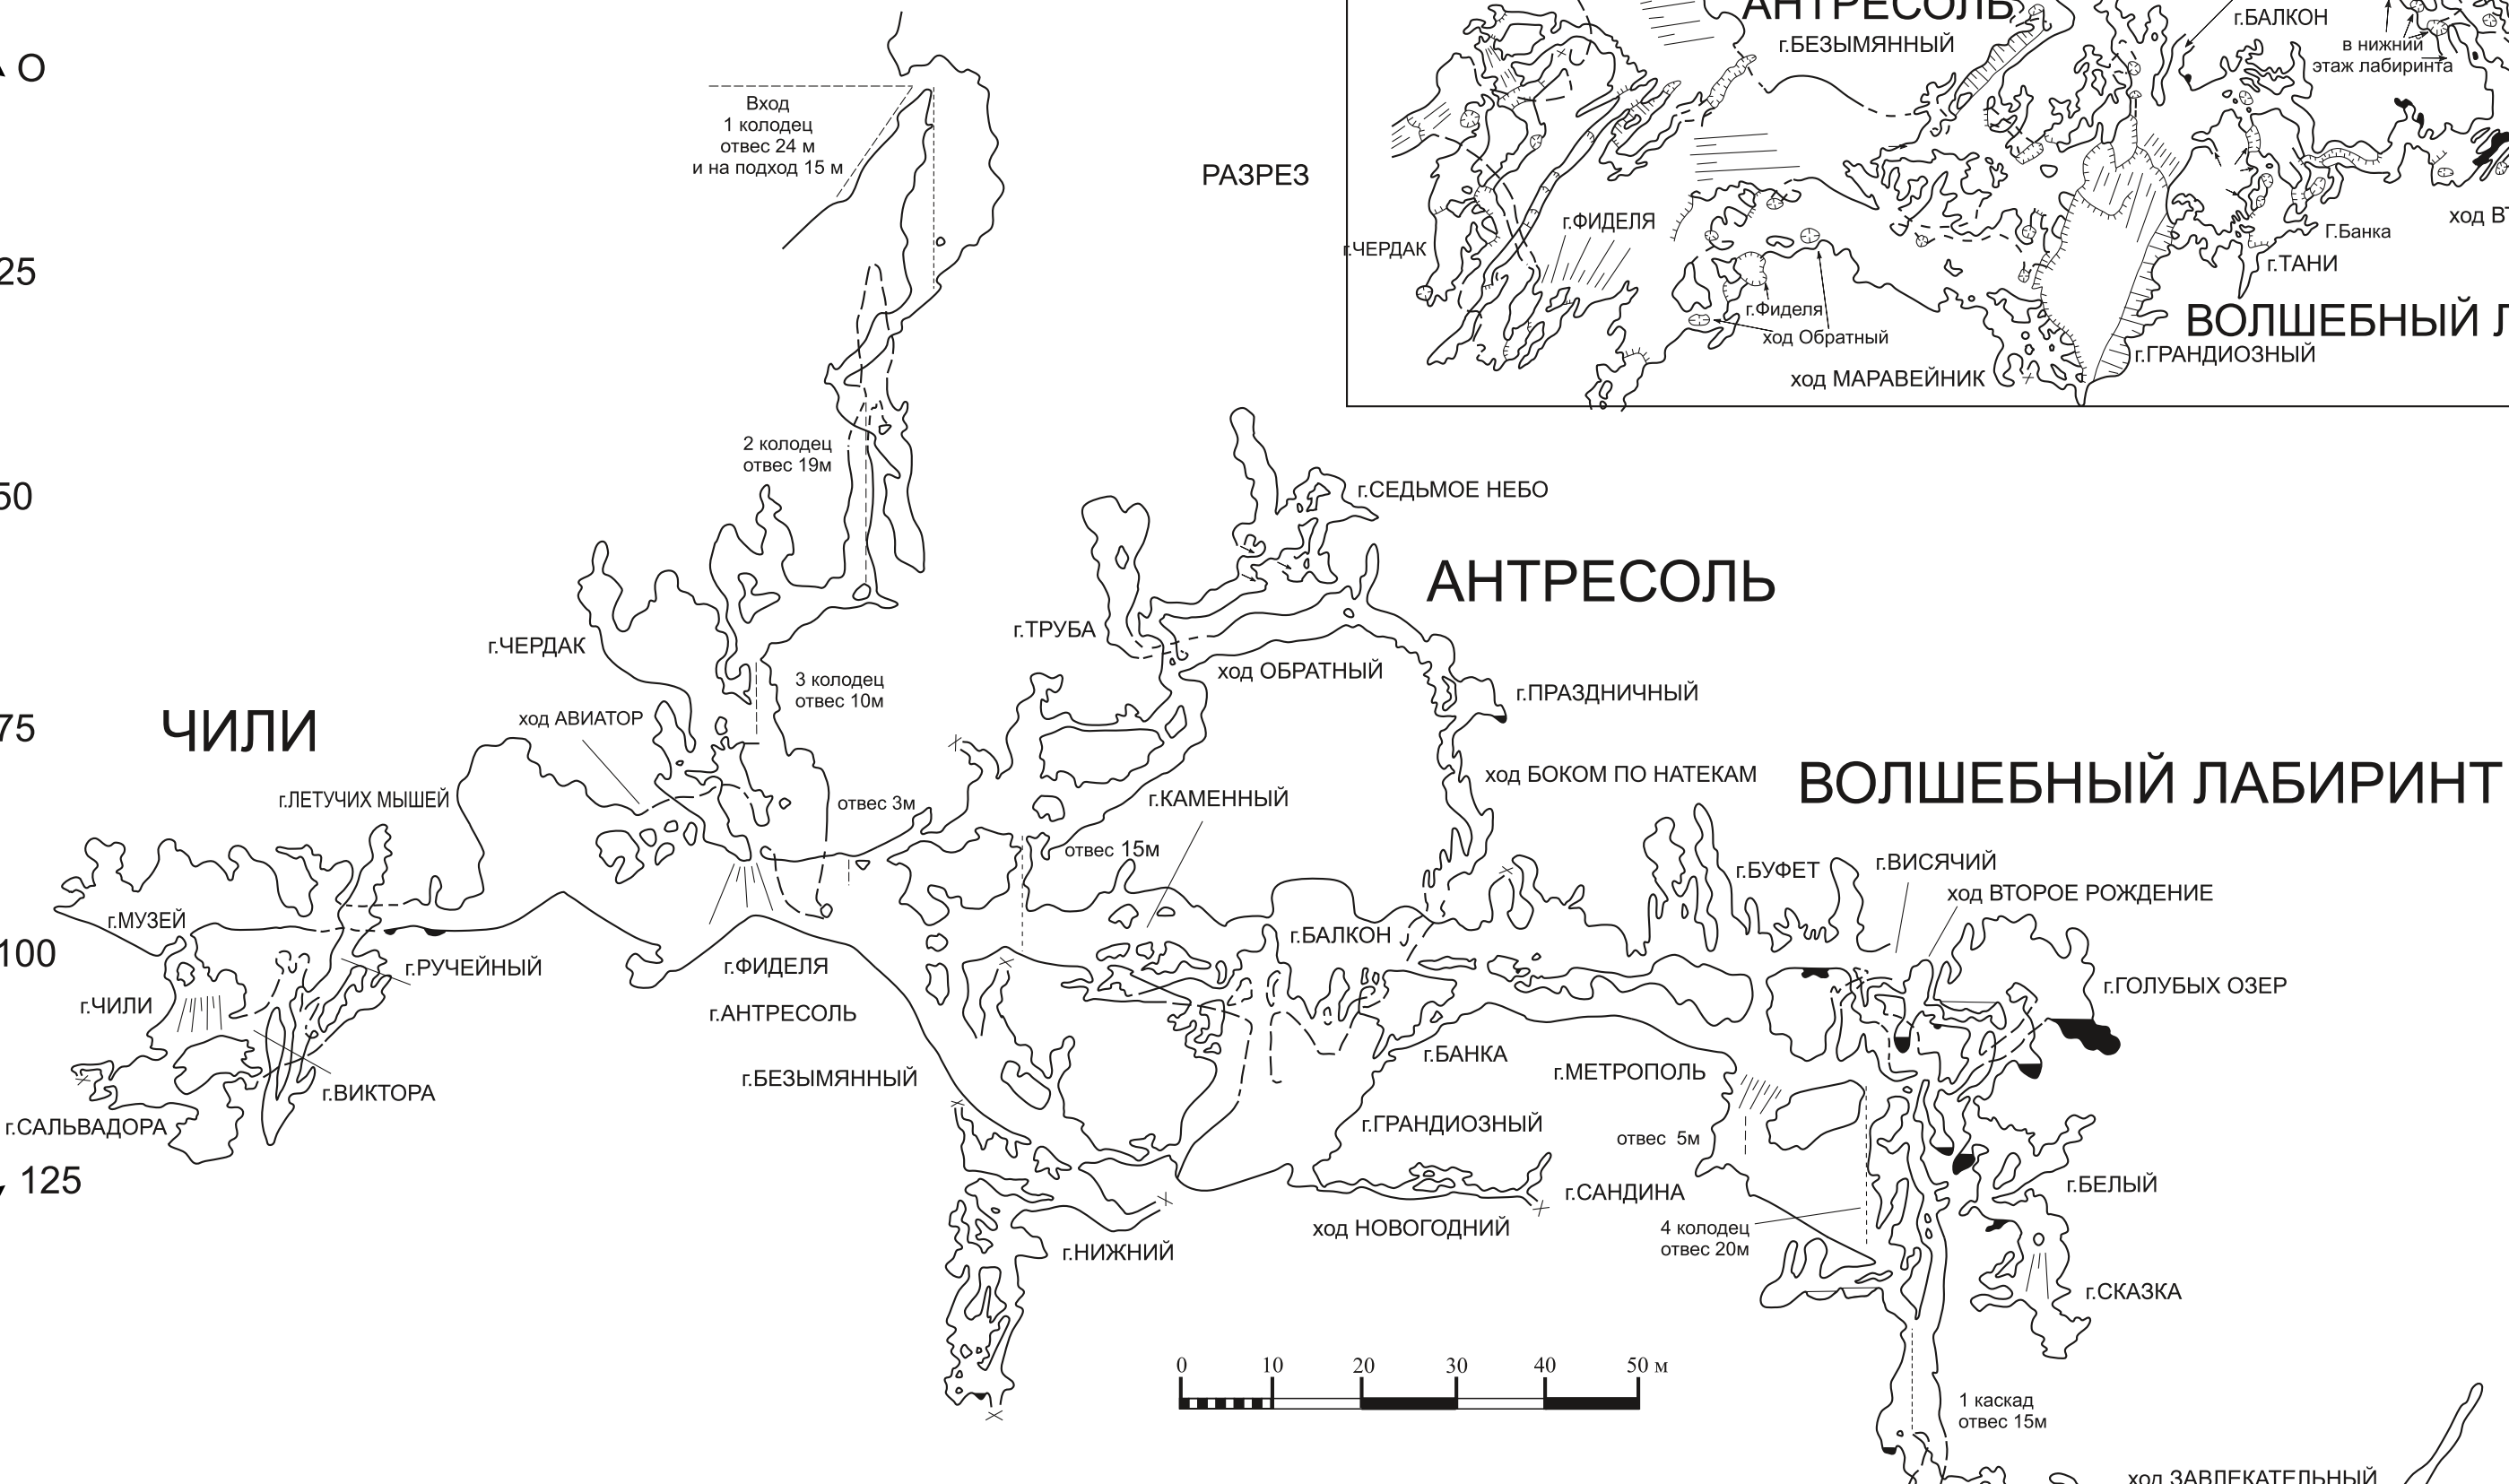 О
25
50
75
100
125
Вход
1 колодец
отвес 24 м
и на подход 15 м
РАЗРЕЗ
АНТРЕСОЛЬ
г.БЕЗЫМЯННЫЙ
г.БАЛКОН
в нижний
этаж лабиринта
г.ФИДЕЛЯ
г.ЧЕРДАК
г.Фиделя
ход Обратный
ход МАРАВЕЙНИК
г.ГРАНДИОЗНЫЙ
ход ВТ
Г.Банка
г.ТАНИ
ВОЛШЕБНЫЙ Л
2 колодец
отвес 19м
г.СЕДЬМОЕ НЕБО
АНТРЕСОЛЬ
г.ТРУБА
г.ЧЕРДАК
ход ОБРАТНЫЙ
3 колодец
отвес 10м
г.ПРАЗДНИЧНЫЙ
ЧИЛИ
ход АВИАТОР
ход БОКОМ ПО НАТЕКАМ
ВОЛШЕБНЫЙ ЛАБИРИНТ
г.ЛЕТУЧИХ МЫШЕЙ
отвес 3м
г.КАМЕННЫЙ
отвес 15м
г.БУФЕТ
г.ВИСЯЧИЙ
ход ВТОРОЕ РОЖДЕНИЕ
г.МУЗЕЙ
г.БАЛКОН
г.РУЧЕЙНЫЙ
г.ФИДЕЛЯ
г.ГОЛУБЫХ ОЗЕР
г.ЧИЛИ
г.АНТРЕСОЛЬ
г.БАНКА
г.МЕТРОПОЛЬ
г.БЕЗЫМЯННЫЙ
г.ВИКТОРА
г.САЛЬВАДОРА
г.ГРАНДИОЗНЫЙ
отвес 5м
г.БЕЛЫЙ
г.САНДИНА
ход НОВОГОДНИЙ
4 колодец
отвес 20м
г.НИЖНИЙ
г.СКАЗКА
0 10 20 30 40 50 м
1 каскад
отвес 15м
ход ЗАВЛЕКАТЕЛЬНЫЙ